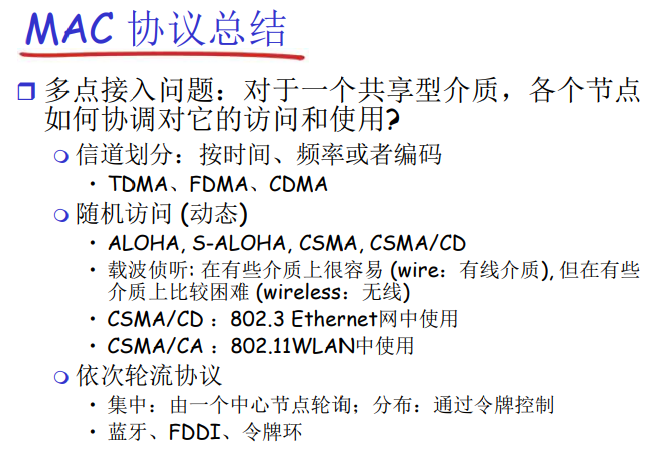 MAC 协议总结
多点接入问题：对于一个共享型介质，各个节点
如何协调对它的访问和使用?
信道划分：按时间、频率或者编码
• TDMA、FDMA、CDMA
随机访问 (动态)
• ALOHA, S-ALOHA, CSMA, CSMA/CD
• 载波侦听: 在有些介质上很容易 (wire：有线介质), 但在有些
介质上比较困难 (wireless：无线)
• CSMA/CD ：802.3 Ethernet网中使用
• CSMA/CA ：802.11WLAN中使用
依次轮流协议
• 集中：由一个中心节点轮询；分布：通过令牌控制
• 蓝牙、FDDI、令牌环